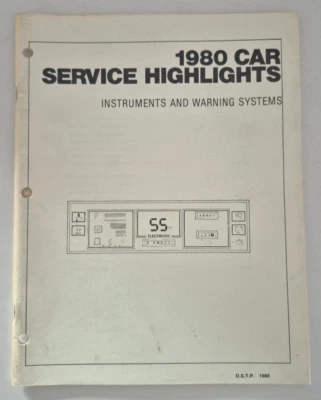 1980 CAR
SERVICE HIGHLIGHTS
INSTRUMENTS AND WARNING SYSTEMS
55
ELECTRONIC
D.S.T.P. 1980